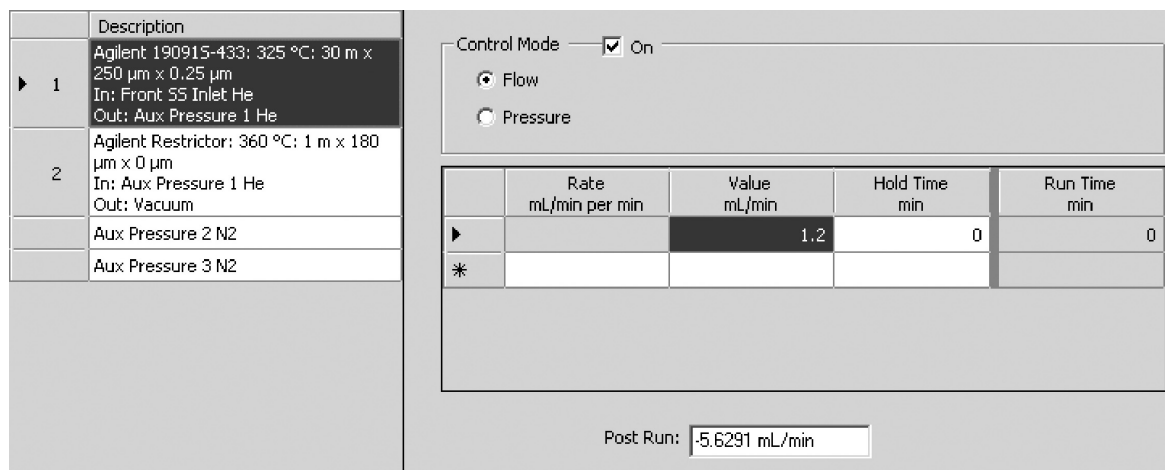 Description
1
Agilent 19091S-433: 325 °C: 30 m x
250 µm x 0.25 µm
In: Front SS Inlet He
Out: Aux Pressure 1 He
2
Agilent Restrictor: 360 °C: 1 m x 180
µm x 0 µm
In: Aux Pressure 1 He
Out: Vacuum
Aux Pressure 2 N2
Aux Pressure 3 N2
Control Mode On
Flow
Pressure
Rate Value Hold Time Run Time
mL/min per min mL/min min min
1.2 0 0
Post Run: -5.6291 mL/min